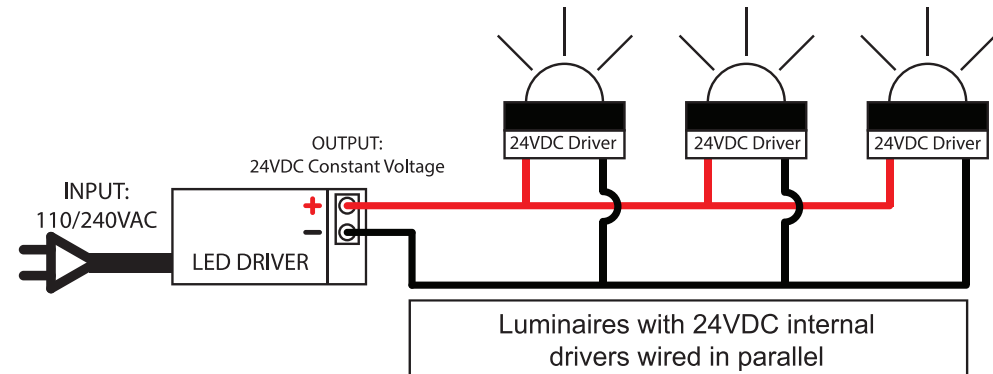 INPUT:
110/240VAC
LED DRIVER
+
−
OUTPUT:
24VDC Constant Voltage
24VDC Driver
24VDC Driver
24VDC Driver
Luminaires with 24VDC internal
drivers wired in parallel